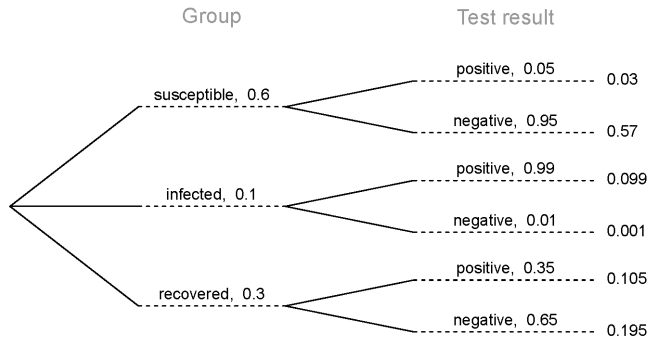 Group Test result
positive, 0.05 0.03
susceptible, 0.6
negative, 0.95 0.57
positive, 0.99 0.099
infected, 0.1
negative, 0.01 0.001
positive, 0.35 0.105
recovered, 0.3
negative, 0.65 0.195